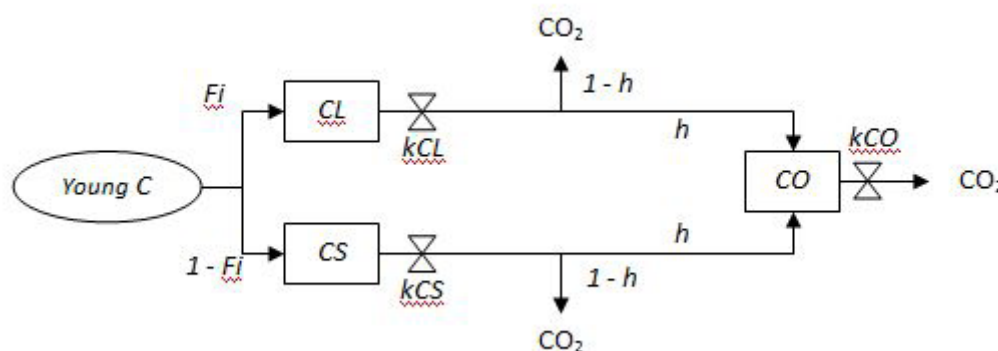 CO₂
Fi
1 - h
CL
h
kCL
kCO
Young C
CO
CO₂
CS
h
1 - Fi
kCS
1 - h
CO₂